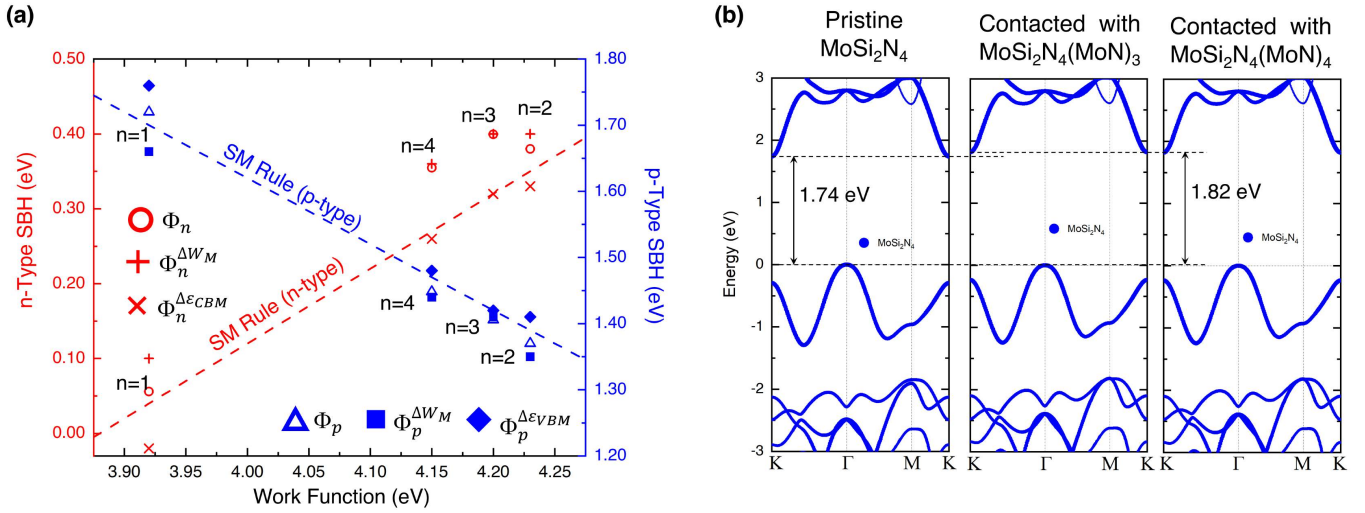 (a)
0.50
0.40
0.30
0.20
0.10
0.00
n-Type SBH (eV)
1.80
1.70
1.60
1.50
1.40
1.30
1.20
p-Type SBH (eV)
3.90 3.95 4.00 4.05 4.10 4.15 4.20 4.25
Work Function (eV)
n=1
n=4
n=3
n=2
SM Rule (p-type)
SM Rule (n-type)
Φn
Φn^ΔW_M
Φn^Δε_CBM
n=1
n=4
n=3
n=2
Φp
Φp^ΔW_M
Φp^Δε_VBM
(b)
Pristine
MoSi₂N₄
Contacted with
MoSi₂N₄(MoN)₃
Contacted with
MoSi₂N₄(MoN)₄
Energy (eV)
3
2
1
0
-1
-2
-3
1.74 eV
MoSi₂N₄
MoSi₂N₄
1.82 eV
MoSi₂N₄
K Γ M K
K Γ M K
K Γ M K